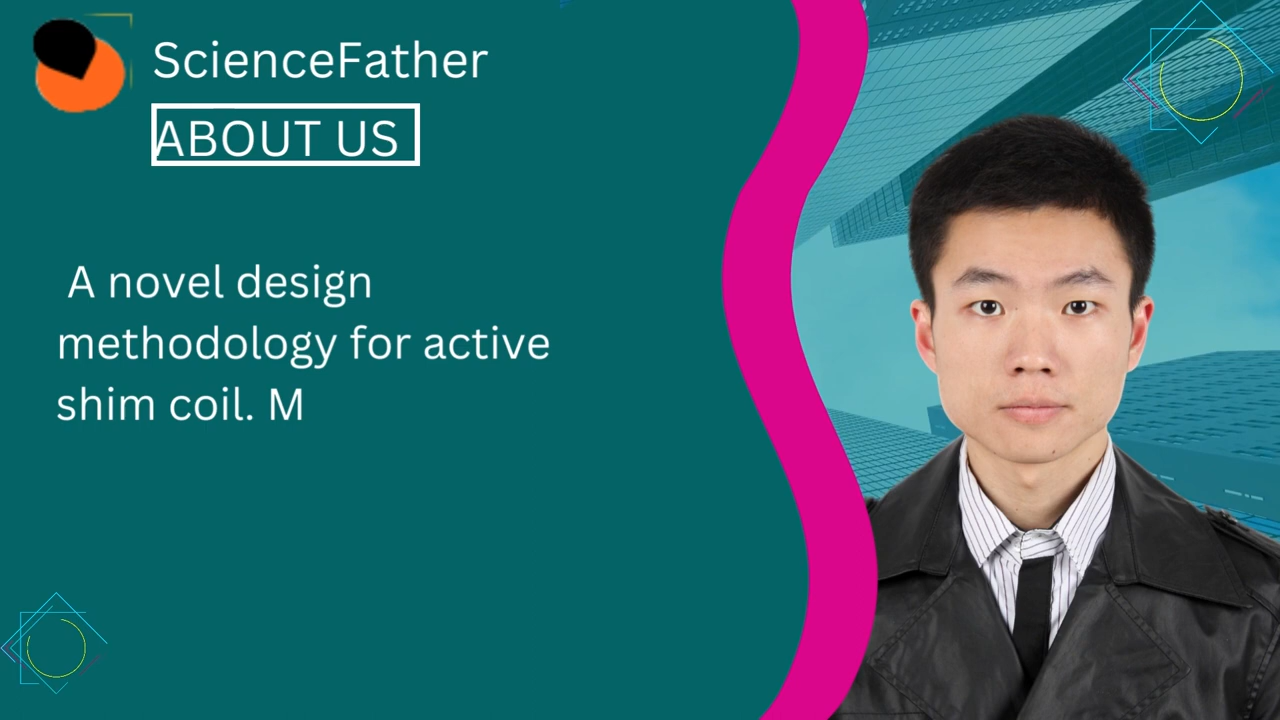 ScienceFather
ABOUT US
A novel design
methodology for active
shim coil. M